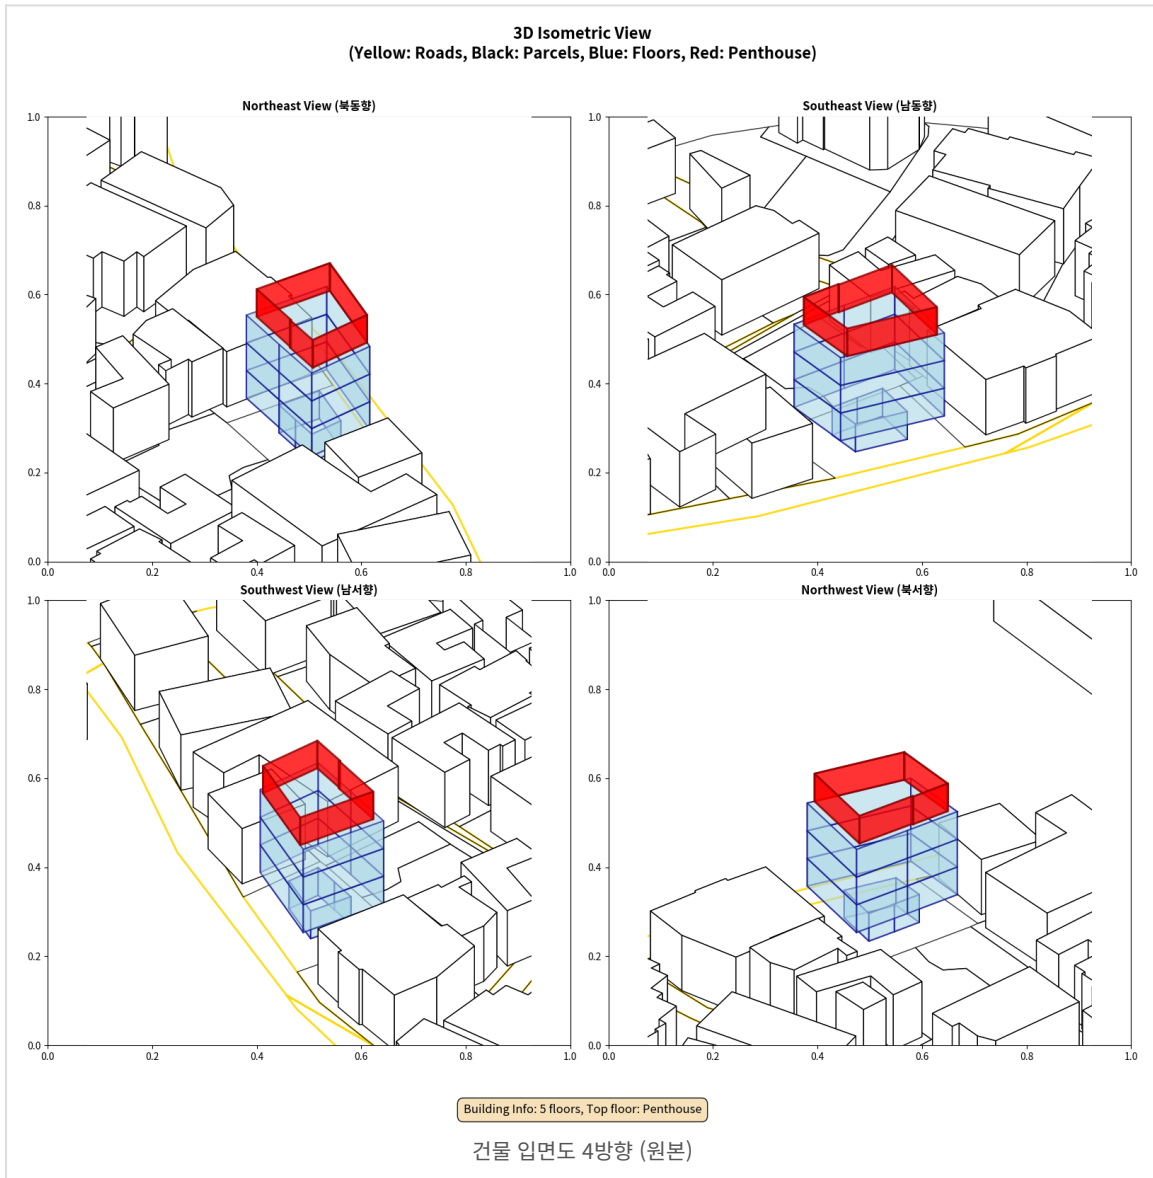 3D Isometric View
(Yellow: Roads, Black: Parcels, Blue: Floors, Red: Penthouse)
Northeast View (북동향)
1.0
0.8
0.6
0.4
0.2
0.0
0.0 0.2 0.4 0.6 0.8 1.0
Southeast View (남동향)
1.0
0.8
0.6
0.4
0.2
0.0
0.0 0.2 0.4 0.6 0.8 1.0
Southwest View (남서향)
1.0
0.8
0.6
0.4
0.2
0.0
0.0 0.2 0.4 0.6 0.8 1.0
Northwest View (북서향)
1.0
0.8
0.6
0.4
0.2
0.0
0.0 0.2 0.4 0.6 0.8 1.0
Building Info: 5 floors, Top floor: Penthouse
건물 입면도 4방향 (원본)